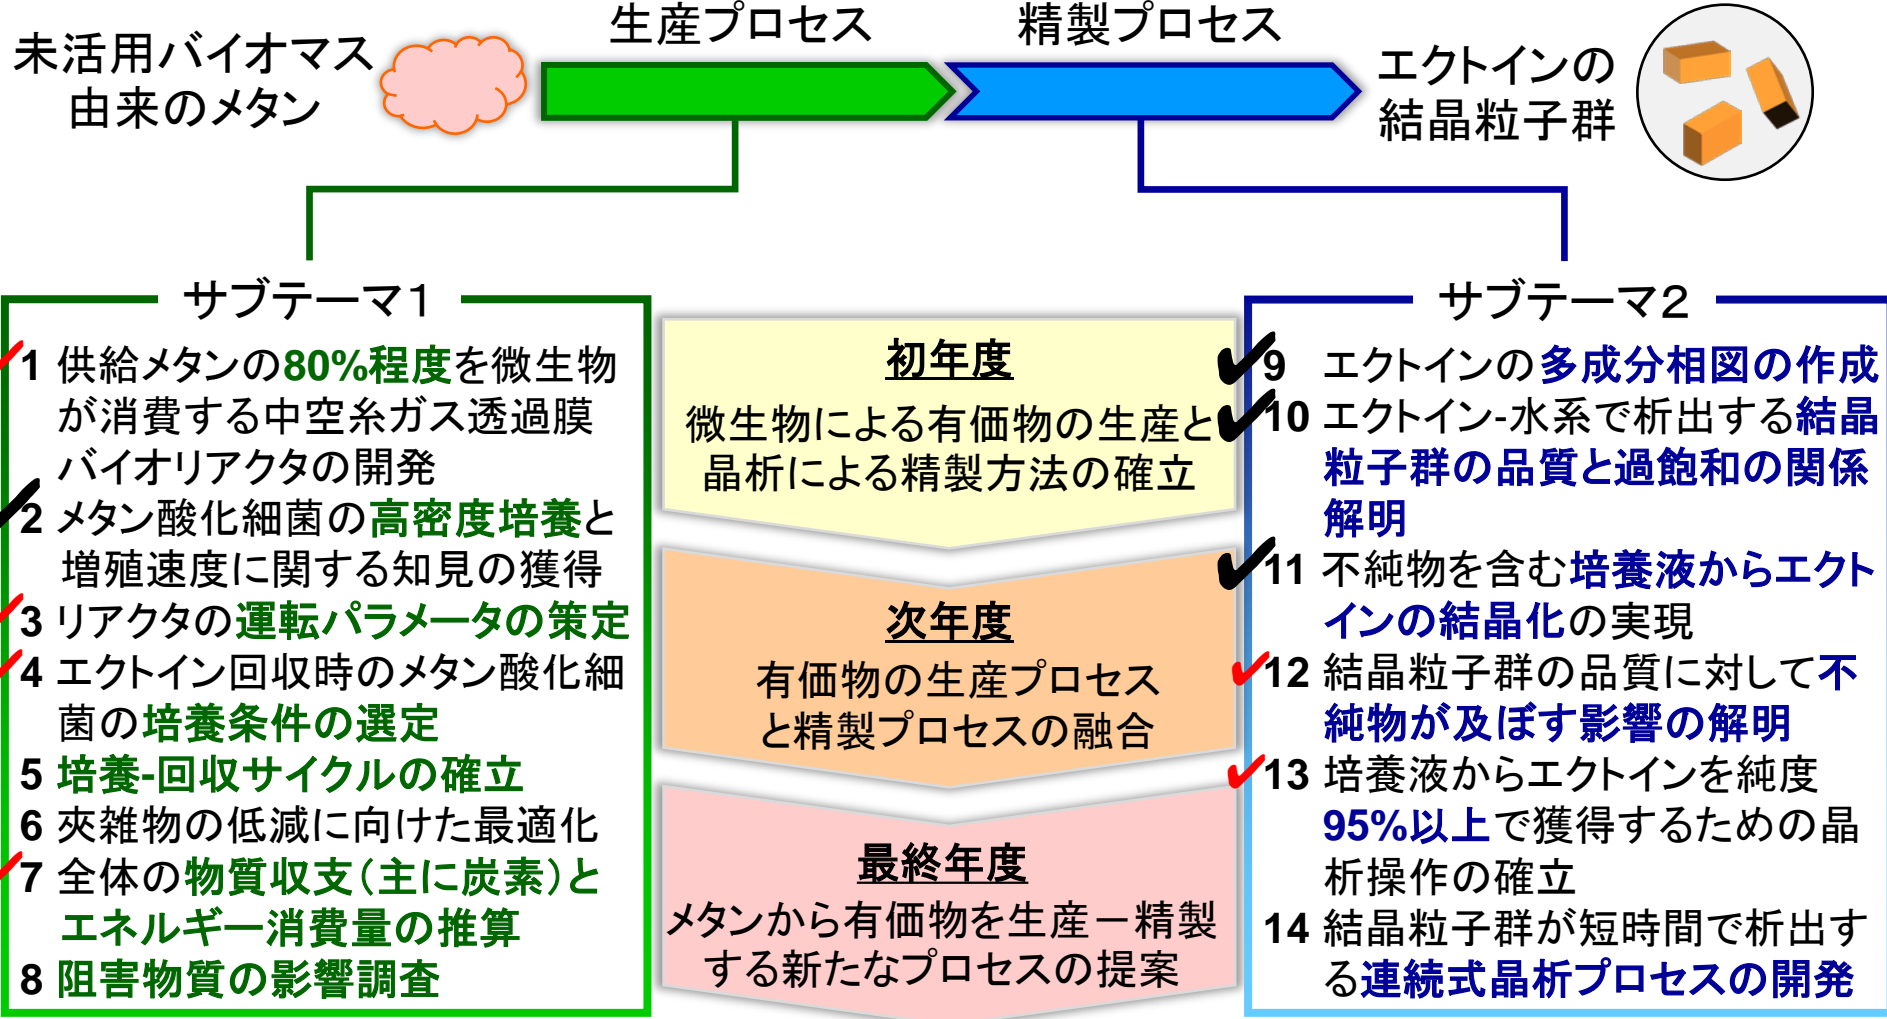 未活用バイオマス
由来のメタン
生産プロセス
精製プロセス
エクトインの
結晶粒子群
サブテーマ1
1 供給メタンの80%程度を微生物
が消費する中空糸ガス透過膜
バイオリアクタの開発
2 メタン酸化細菌の高密度培養と
増殖速度に関する知見の獲得
3 リアクタの運転パラメータの策定
4 エクトイン回収時のメタン酸化細
菌の培養条件の選定
5 培養-回収サイクルの確立
6 夾雑物の低減に向けた最適化
7 全体の物質収支（主に炭素）と
エネルギー消費量の推算
8 阻害物質の影響調査
初年度
微生物による有価物の生産と
晶析による精製方法の確立
次年度
有価物の生産プロセス
と精製プロセスの融合
最終年度
メタンから有価物を生産－精製
する新たなプロセスの提案
サブテーマ2
9 エクトインの多成分相図の作成
10 エクトイン-水系で析出する結晶
粒子群の品質と過飽和の関係
解明
11 不純物を含む培養液からエクト
インの結晶化の実現
12 結晶粒子群の品質に対して不
純物が及ぼす影響の解明
13 培養液からエクトインを純度
95%以上で獲得するための晶
析操作の確立
14 結晶粒子群が短時間で析出す
る連続式晶析プロセスの開発